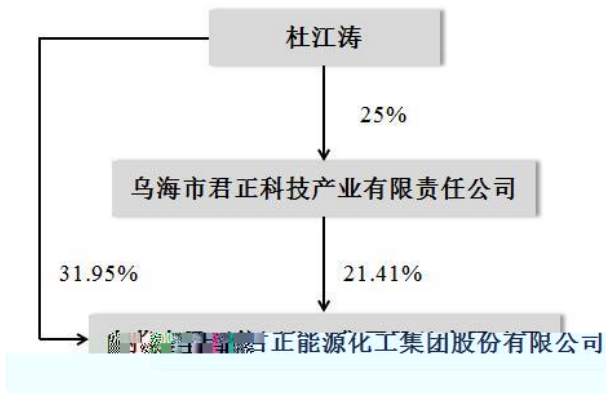 杜江涛
25%
乌海市君正科技产业有限责任公司
31.95%
21.41%
正能源化工集团股份有限公司